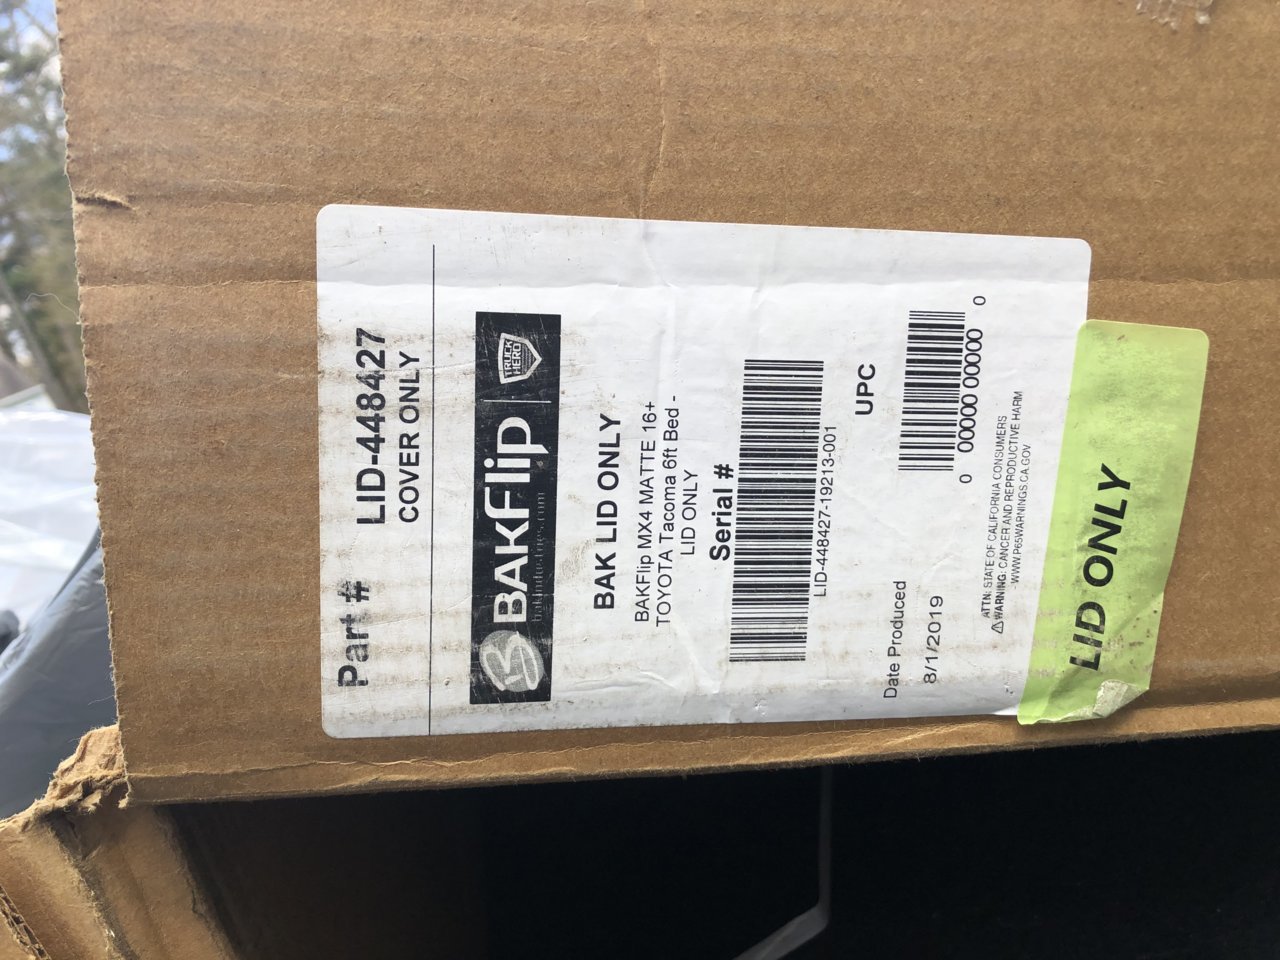 Part # LID-448427
COVER ONLY
BAKFlip TRUCK HERO
bakindustries.com
BAK LID ONLY
BAKFlip MX4 MATTE 16+
TOYOTA Tacoma 6ft Bed -
LID ONLY
Serial #
LID-448427-19213-001
UPC
0 00000 00000 0
Date Produced
8/1/2019
ATTN: STATE OF CALIFORNIA CONSUMERS
⚠WARNING: CANCER AND REPRODUCTIVE HARM
- WWW.P65WARNINGS.CA.GOV
LID ONLY